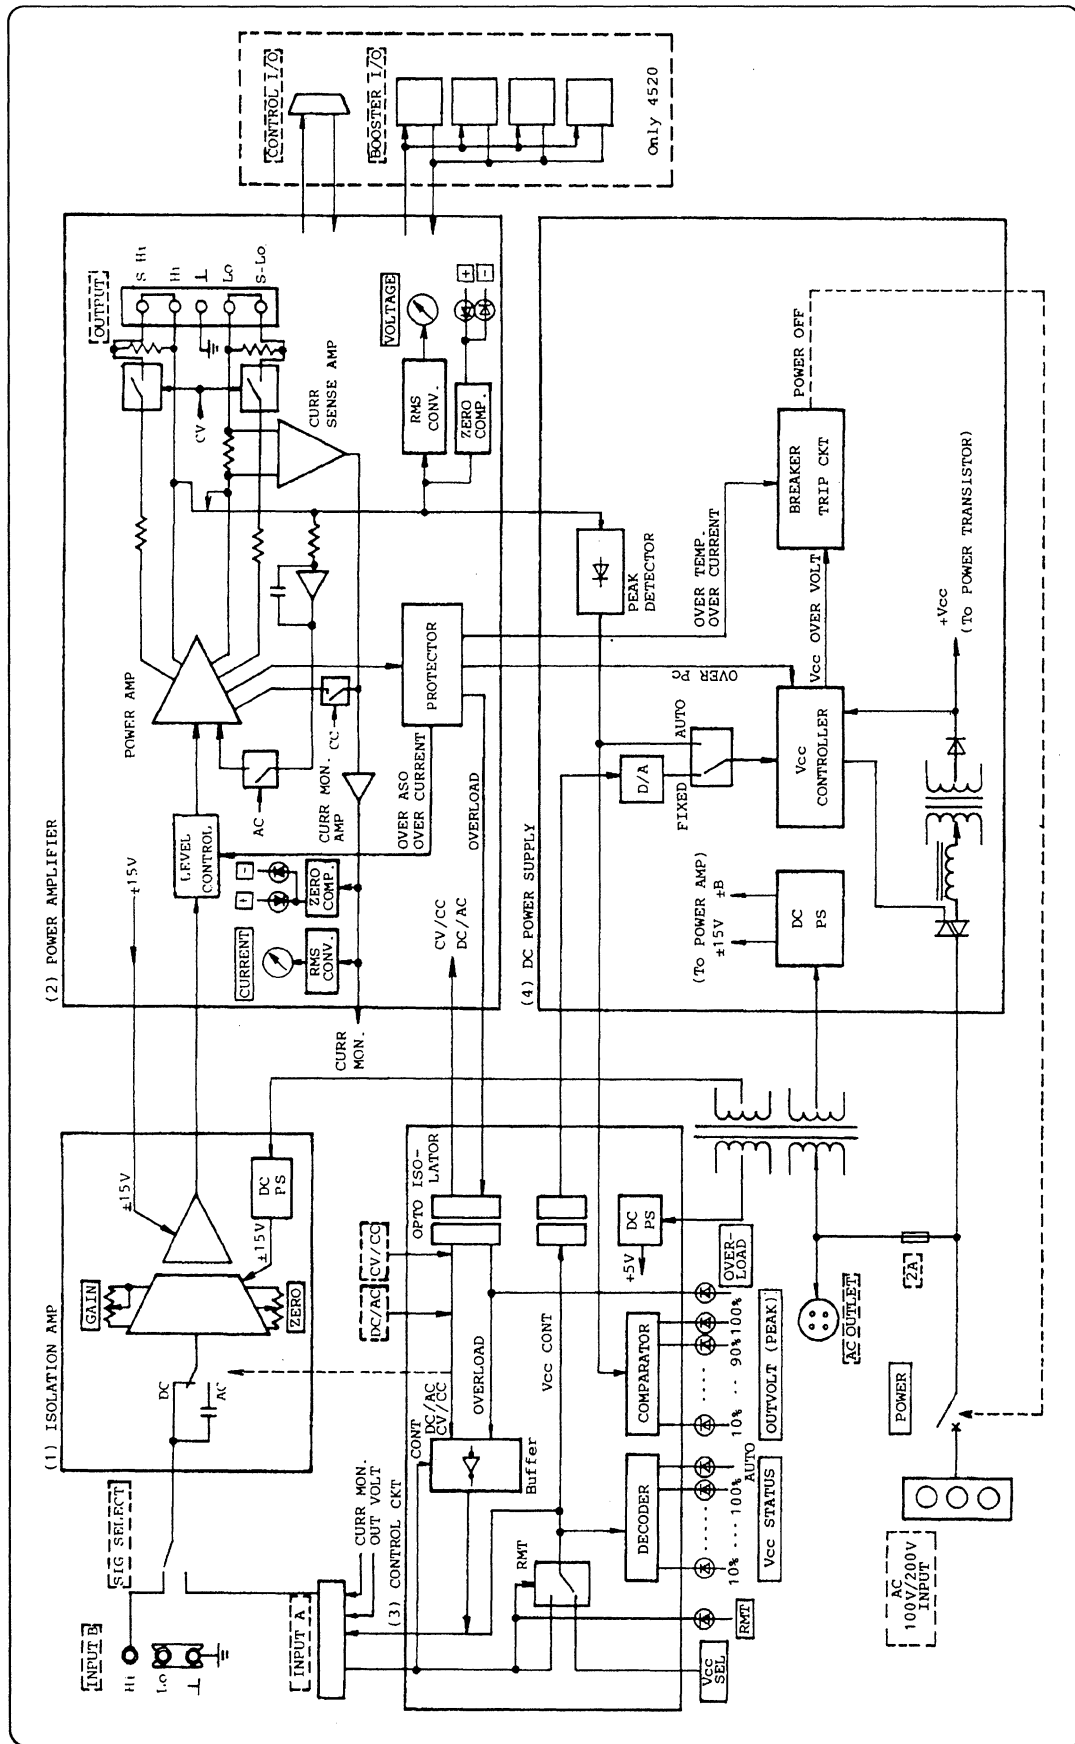 INPUT B
Hi
Lo
⊥
SIG SELECT
INPUT A
CURR MON.
OUT VOLT
(1) ISOLATION AMP
DC
AC
GAIN
ZERO
±15V
±15V
DC
PS
(2) POWER AMPLIFIER
±15V
LEVEL
CONTROL
POWER AMP
AC
CURRENT
RMS
CONV.
+
-
ZERO
COMP.
CURR
MON.
CURR MON.
AMP
CC
CV
OUTPUT
S Hi
Hi
⊥
Lo
S-Lo
CURR
SENSE AMP
VOLTAGE
RMS
CONV.
ZERO
COMP.
+
-
PROTECTOR
OVER ASO
OVER CURRENT
OVERLOAD
CV/CC
DC/AC
CONTROL I/O
BOOSTER I/O
Only 4520
(3) CONTROL CKT
CONT
DC/AC
CV/CC
OVERLOAD
Buffer
DC/AC
CV/CC
OPTO ISO-
LATOR
RMT
Vcc CONT
DECODER
COMPARATOR
DC
PS
+5V
Vcc
SEL
RMT
10% --- 100%
AUTO
Vcc STATUS
10% -- 90%100%
OUTVOLT (PEAK)
OVER-
LOAD
(4) DC POWER SUPPLY
PEAK
DETECTOR
D/A
FIXED
AUTO
OVER Pc
OVER TEMP.
OVER CURRENT
Vcc
CONTROLLER
Vcc OVER VOLT
BREAKER
TRIP CKT
POWER OFF
(To POWER AMP)
±15V
±B
DC
PS
+Vcc
(To POWER TRANSISTOR)
AC OUTLET
2A
POWER
AC
100V/200V
INPUT